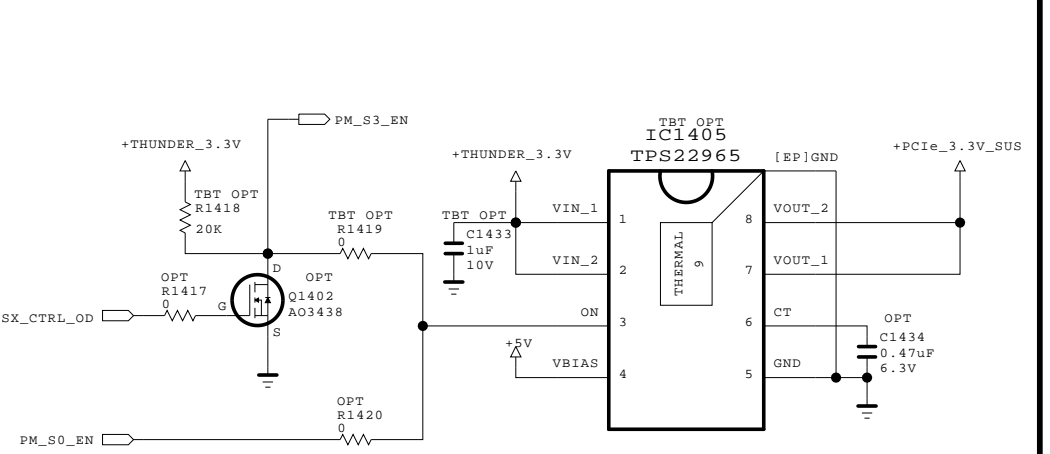 PM_S3_EN
+THUNDER_3.3V
TBT OPT
R1418
20K
TBT OPT
R1419
0
OPT
R1417
0
SX_CTRL_OD
G
D
S
OPT
Q1402
AO3438
OPT
R1420
0
PM_S0_EN
+THUNDER_3.3V
TBT OPT
C1433
1uF
10V
+5V
TBT OPT
IC1405
TPS22965
[EP]GND
VIN_1
1
VIN_2
2
ON
3
VBIAS
4
THERMAL
9
8
VOUT_2
7
VOUT_1
6
CT
5
GND
+PCIe_3.3V_SUS
OPT
C1434
0.47uF
6.3V